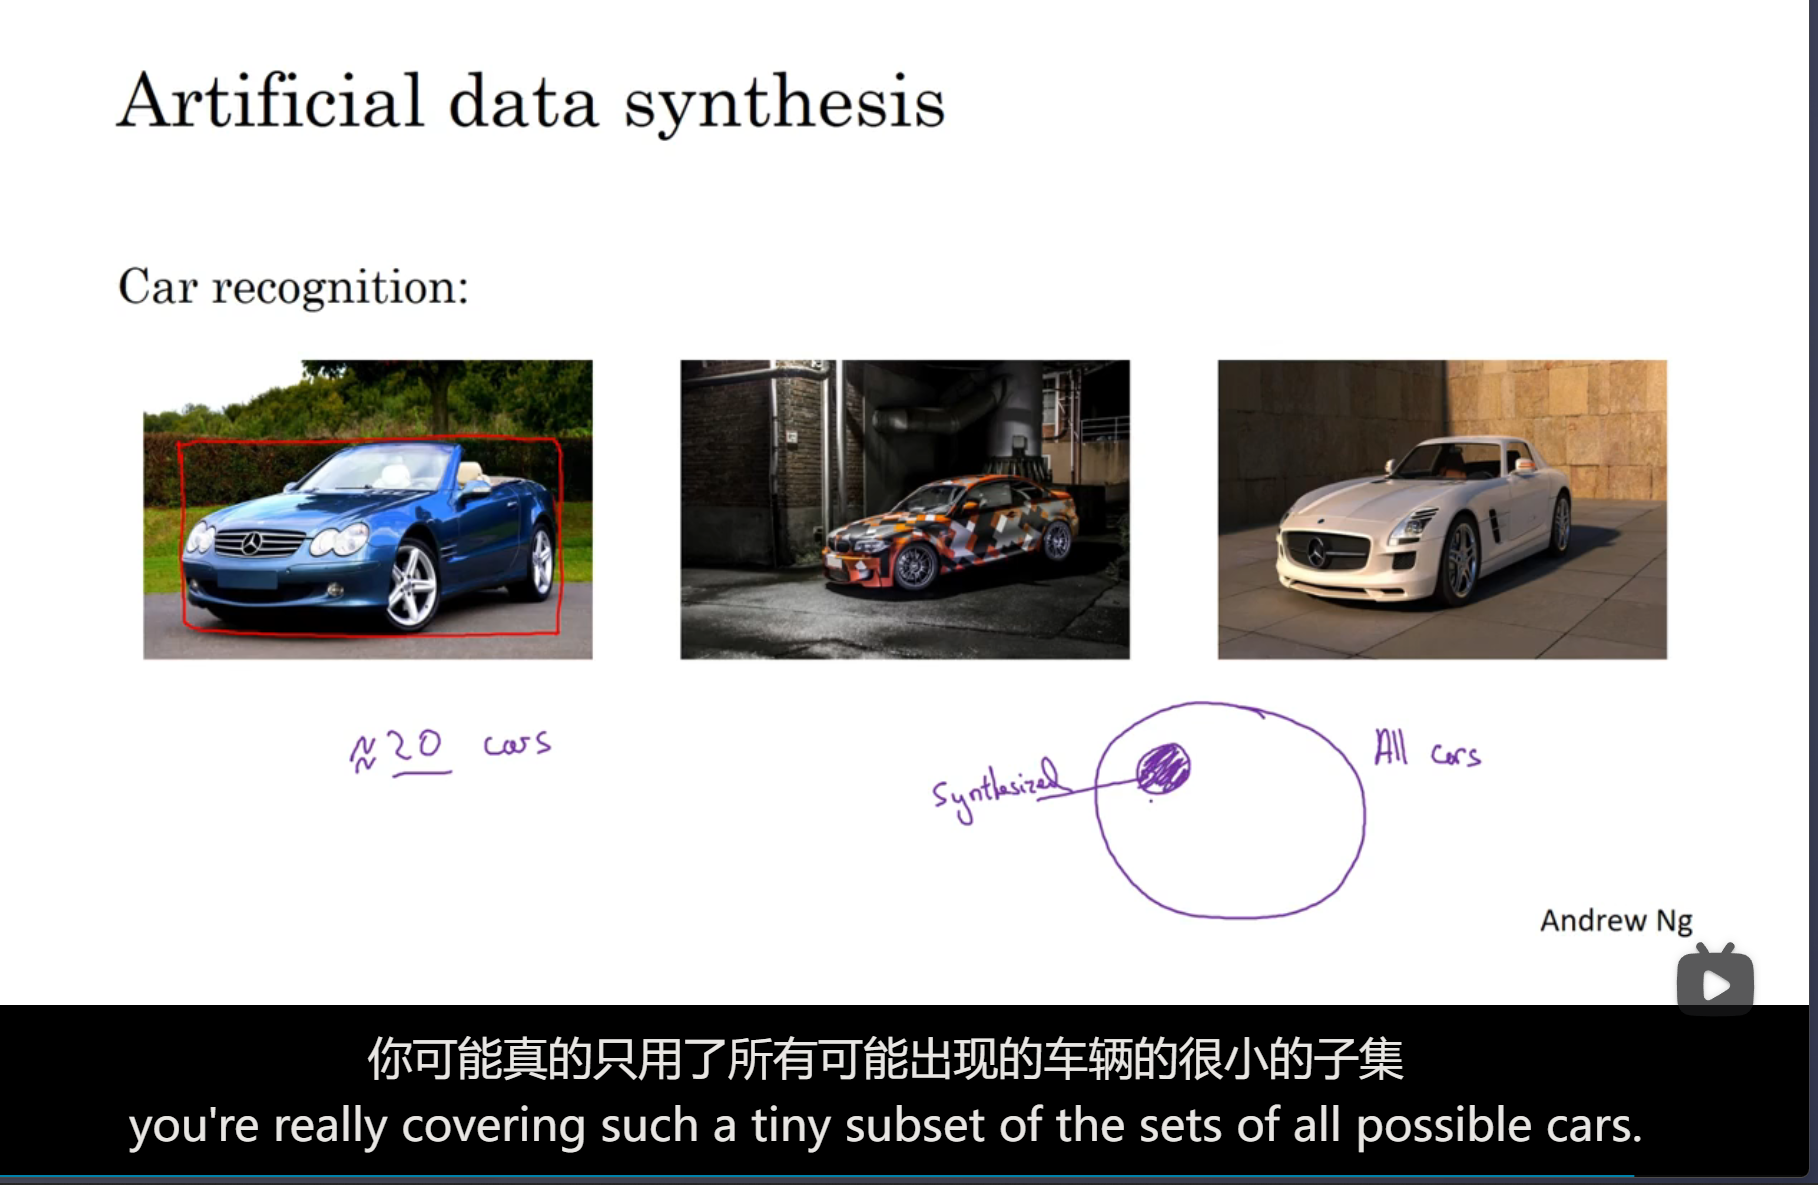 Artificial data synthesis
Car recognition:
≈20 cars
Synthesized
All cars
Andrew Ng
你可能真的只用了所有可能出现的车辆的很小的子集
you're really covering such a tiny subset of the sets of all possible cars.